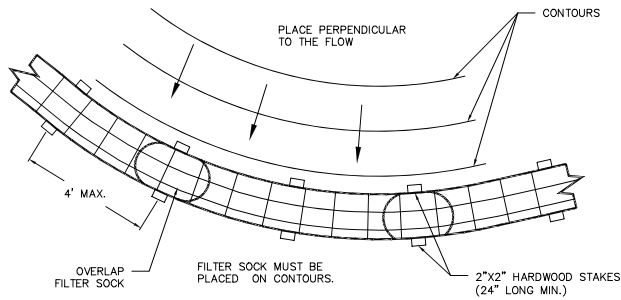 CONTOURS
PLACE PERPENDICULAR
TO THE FLOW
4' MAX.
OVERLAP
FILTER SOCK
FILTER SOCK MUST BE
PLACED ON CONTOURS.
2"X2" HARDWOOD STAKES
(24" LONG MIN.)